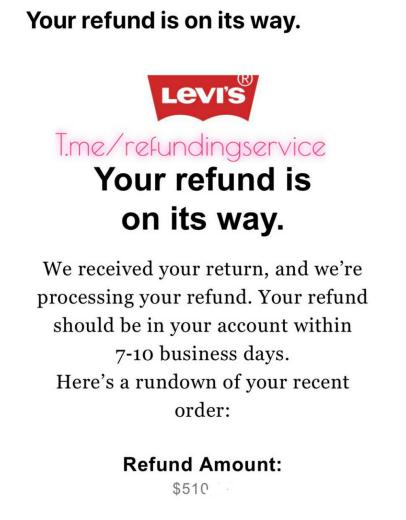 Your refund is on its way.
LEVI'S®
T.me/refundingservice
Your refund is
on its way.
We received your return, and we're
processing your refund. Your refund
should be in your account within
7-10 business days.
Here's a rundown of your recent
order:
Refund Amount:
$510